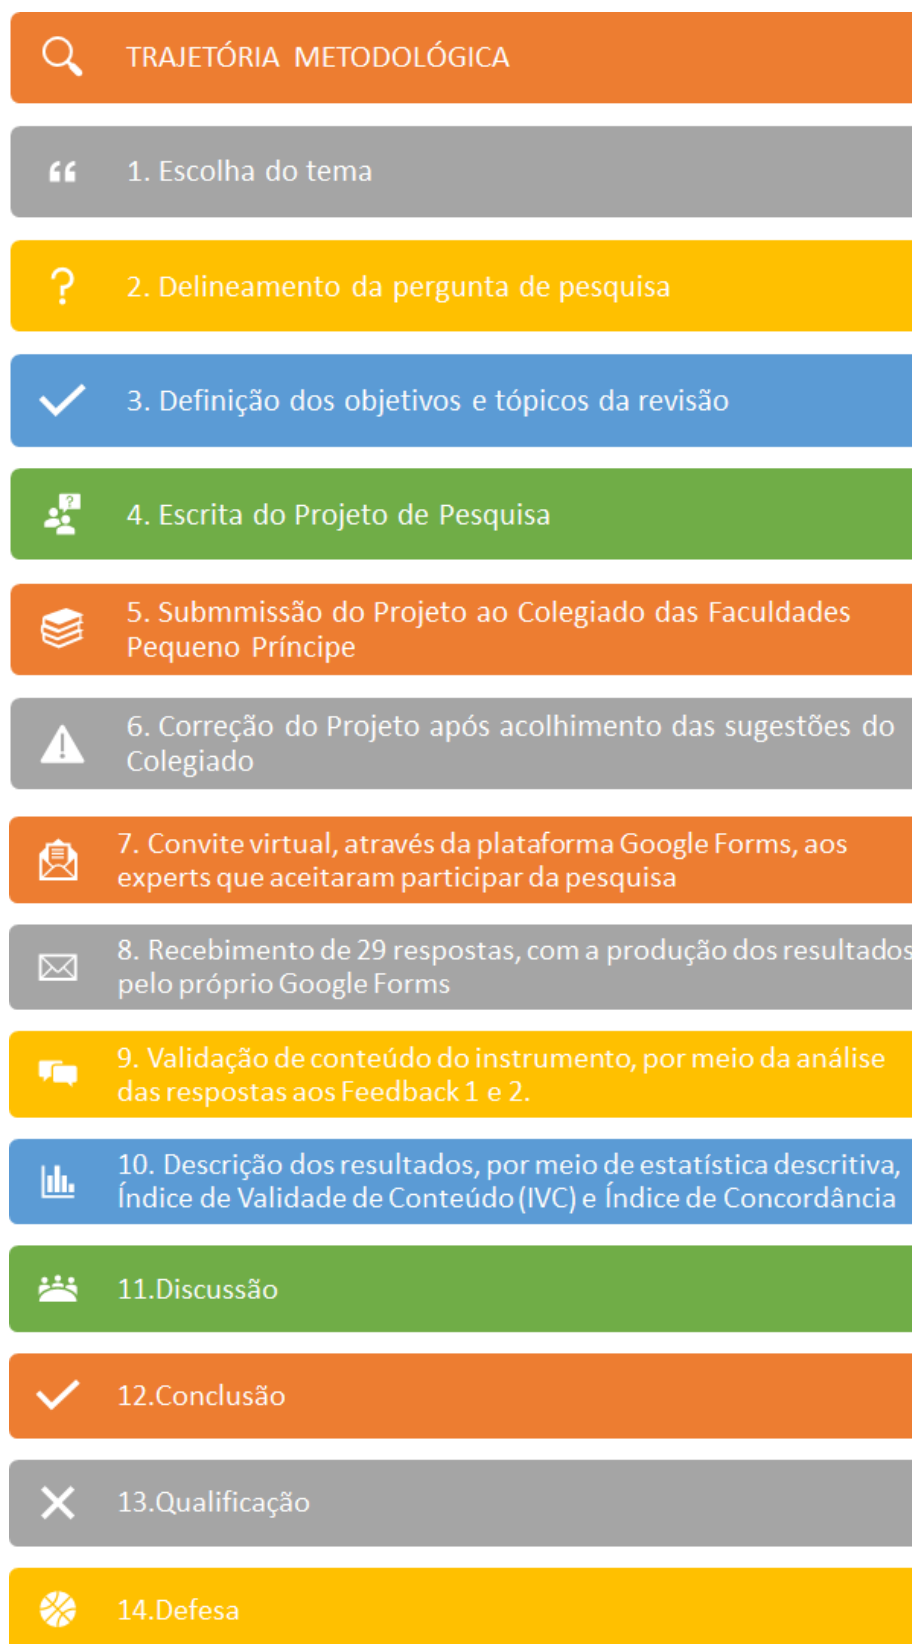 TRAJETÓRIA METODOLÓGICA
1. Escolha do tema
2. Delineamento da pergunta de pesquisa
3. Definição dos objetivos e tópicos da revisão
4. Escrita do Projeto de Pesquisa
5. Submmissão do Projeto ao Colegiado das Faculdades
Pequeno Príncipe
6. Correção do Projeto após acolhimento das sugestões do
Colegiado
7. Convite virtual, através da plataforma Google Forms, aos
experts que aceitaram participar da pesquisa
8. Recebimento de 29 respostas, com a produção dos resultados
pelo próprio Google Forms
9. Validação de conteúdo do instrumento, por meio da análise
das respostas aos Feedback 1 e 2.
10. Descrição dos resultados, por meio de estatística descritiva,
Índice de Validade de Conteúdo (IVC) e Índice de Concordância
11.Discussão
12.Conclusão
13.Qualificação
14.Defesa